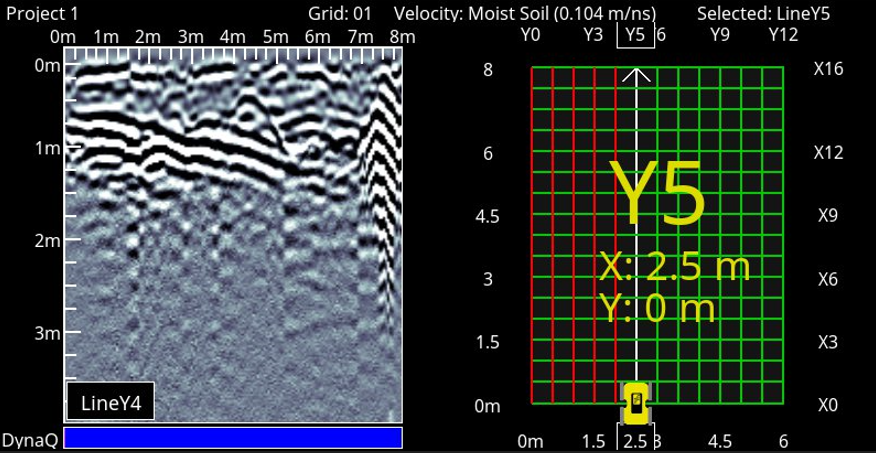 Project 1 Grid: 01 Velocity: Moist Soil (0.104 m/ns) Selected: LineY5
0m 1m 2m 3m 4m 5m 6m 7m 8m
Y0 Y3 Y5 6 Y9 Y12
0m
1m
2m
3m
LineY4
DynaQ
8 X16
6 X12
4.5 X9
3 X6
1.5 X3
0m X0
Y5
X: 2.5 m
Y: 0 m
0m 1.5 2.5 3 4.5 6